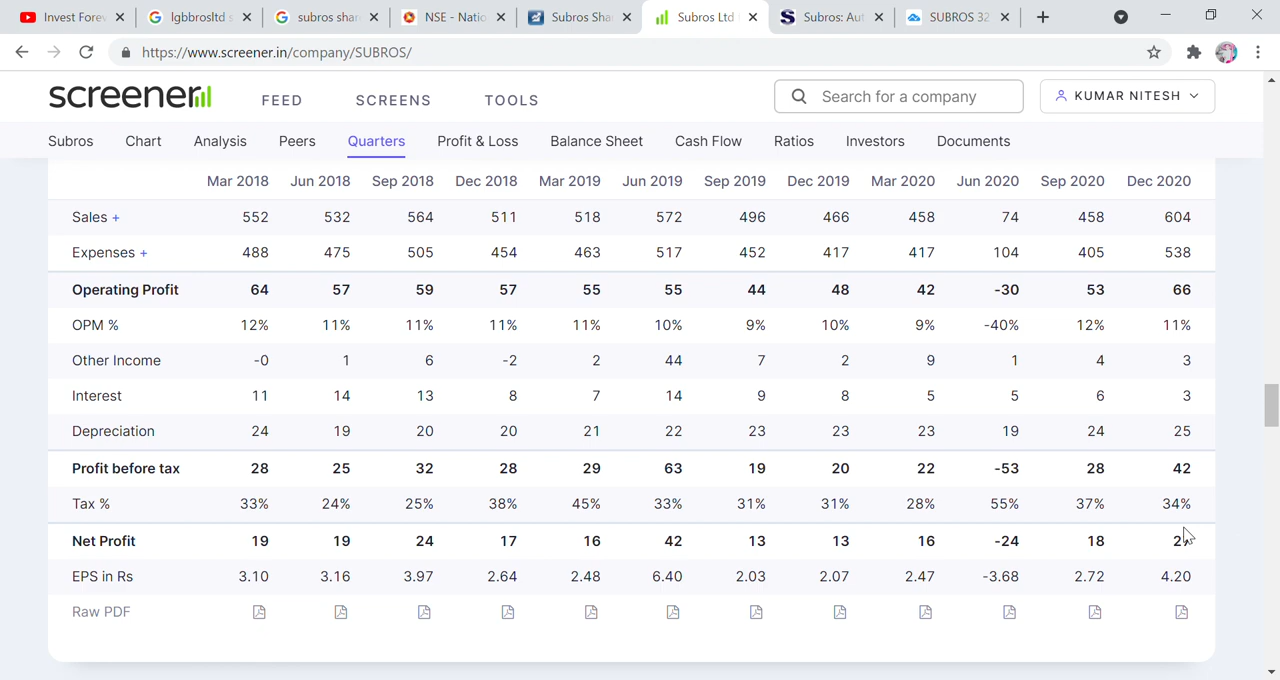 Invest Forev lgbbrosltd s subros shar NSE - Natio Subros Sha Subros Ltd Subros: Aut SUBROS 32
https://www.screener.in/company/SUBROS/
screener FEED SCREENS TOOLS Search for a company KUMAR NITESH
Subros Chart Analysis Peers Quarters Profit & Loss Balance Sheet Cash Flow Ratios Investors Documents
Mar 2018 Jun 2018 Sep 2018 Dec 2018 Mar 2019 Jun 2019 Sep 2019 Dec 2019 Mar 2020 Jun 2020 Sep 2020 Dec 2020
Sales + 552 532 564 511 518 572 496 466 458 74 458 604
Expenses + 488 475 505 454 463 517 452 417 417 104 405 538
Operating Profit 64 57 59 57 55 55 44 48 42 -30 53 66
OPM % 12% 11% 11% 11% 11% 10% 9% 10% 9% -40% 12% 11%
Other Income -0 1 6 -2 2 44 7 2 9 1 4 3
Interest 11 14 13 8 7 14 9 8 5 5 6 3
Depreciation 24 19 20 20 21 22 23 23 23 19 24 25
Profit before tax 28 25 32 28 29 63 19 20 22 -53 28 42
Tax % 33% 24% 25% 38% 45% 33% 31% 31% 28% 55% 37% 34%
Net Profit 19 19 24 17 16 42 13 13 16 -24 18
EPS in Rs 3.10 3.16 3.97 2.64 2.48 6.40 2.03 2.07 2.47 -3.68 2.72 4.20
Raw PDF